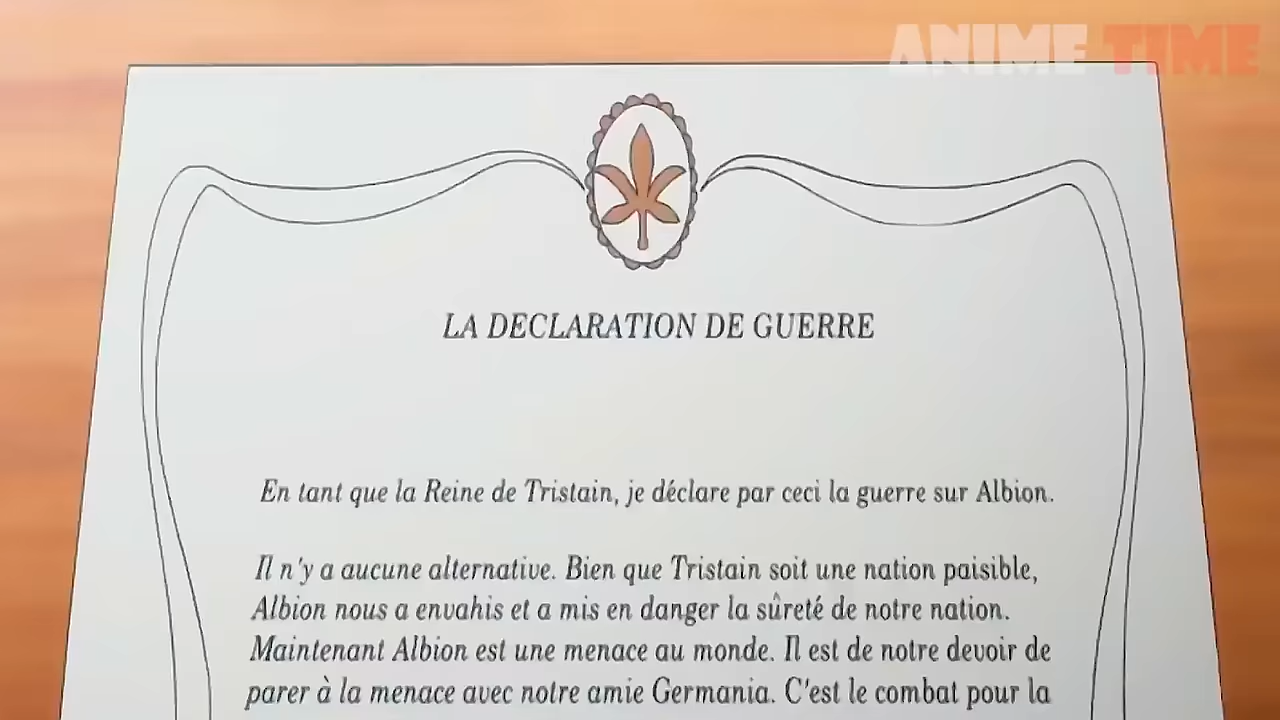 ANIME TIME
LA DECLARATION DE GUERRE
En tant que la Reine de Tristain, je déclare par ceci la guerre sur Albion.
Il n'y a aucune alternative. Bien que Tristain soit une nation paisible,
Albion nous a envahis et a mis en danger la sûreté de notre nation.
Maintenant Albion est une menace au monde. Il est de notre devoir de
parer à la menace avec notre amie Germania. C'est le combat pour la